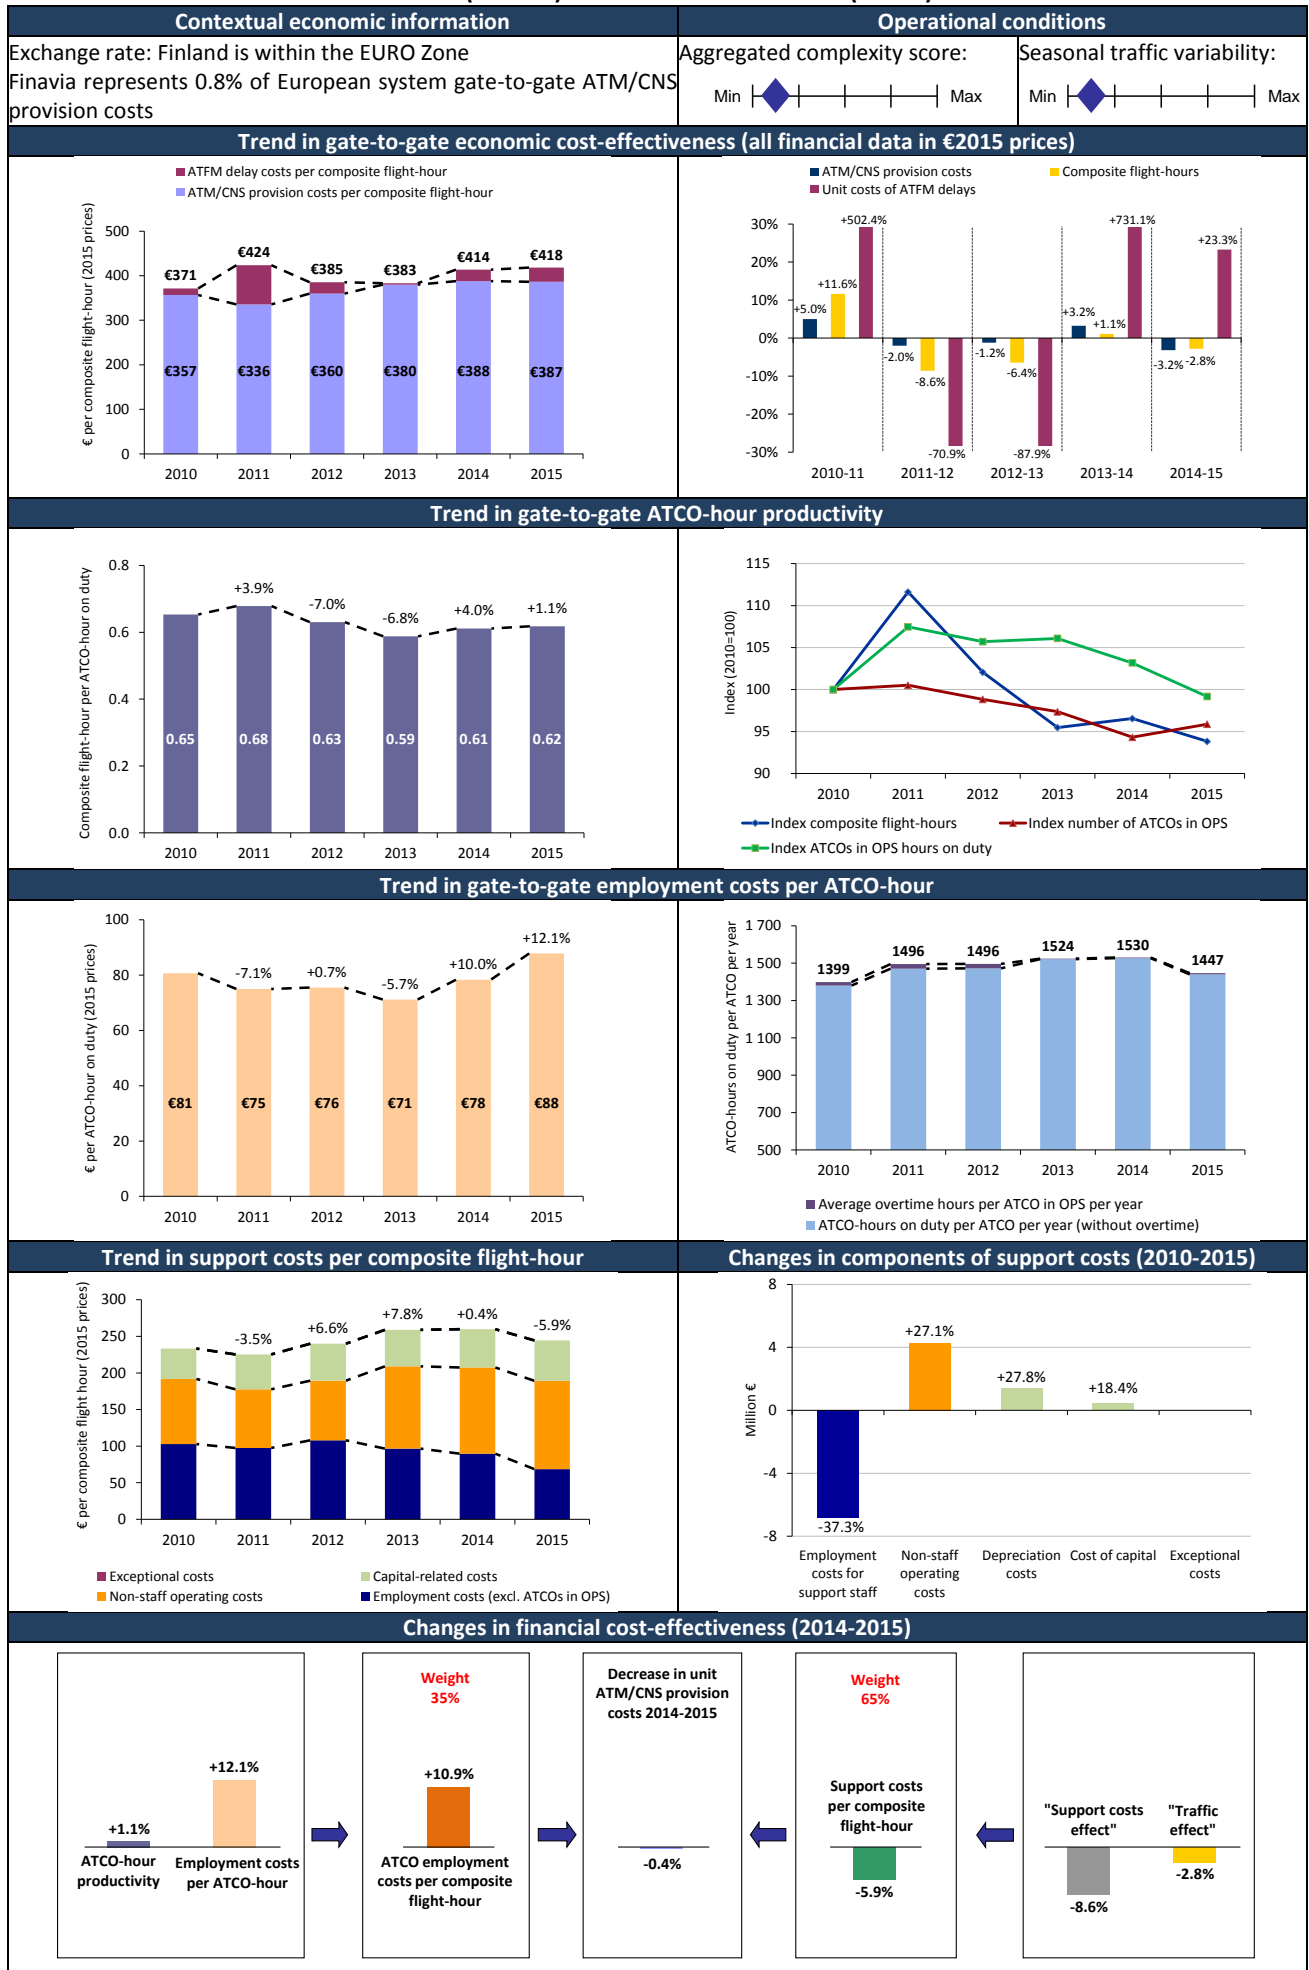 Contextual economic information
Operational conditions
Exchange rate: Finland is within the EURO Zone
Finavia represents 0.8% of European system gate-to-gate ATM/CNS
provision costs
Aggregated complexity score:
Min Max
Seasonal traffic variability:
Min Max
Trend in gate-to-gate economic cost-effectiveness (all financial data in €2015 prices)
ATFM delay costs per composite flight-hour
ATM/CNS provision costs per composite flight-hour
€ per composite flight-hour (2015 prices)
500
400
300
200
100
0
€371
€424
€385
€383
€414
€418
€357
€336
€360
€380
€388
€387
2010 2011 2012 2013 2014 2015
ATM/CNS provision costs
Composite flight-hours
Unit costs of ATFM delays
30%
20%
10%
0%
-10%
-20%
-30%
+5.0%
+11.6%
+502.4%
-2.0%
-8.6%
-70.9%
-1.2%
-6.4%
-87.9%
+3.2%
+1.1%
+731.1%
-3.2%
-2.8%
+23.3%
2010-11 2011-12 2012-13 2013-14 2014-15
Trend in gate-to-gate ATCO-hour productivity
Composite flight-hour per ATCO-hour on duty
0.8
0.6
0.4
0.2
0.0
+3.9%
-7.0%
-6.8%
+4.0%
+1.1%
0.65
0.68
0.63
0.59
0.61
0.62
2010 2011 2012 2013 2014 2015
Index (2010=100)
115
110
105
100
95
90
2010 2011 2012 2013 2014 2015
Index composite flight-hours
Index number of ATCOs in OPS
Index ATCOs in OPS hours on duty
Trend in gate-to-gate employment costs per ATCO-hour
€ per ATCO-hour on duty (2015 prices)
100
80
60
40
20
0
-7.1%
+0.7%
-5.7%
+10.0%
+12.1%
€81
€75
€76
€71
€78
€88
2010 2011 2012 2013 2014 2015
ATCO-hours on duty per ATCO per year
1 700
1 500
1 300
1 100
900
700
500
1399
1496
1496
1524
1530
1447
2010 2011 2012 2013 2014 2015
Average overtime hours per ATCO in OPS per year
ATCO-hours on duty per ATCO per year (without overtime)
Trend in support costs per composite flight-hour
€ per composite flight hour (2015 prices)
300
250
200
150
100
50
0
-3.5%
+6.6%
+7.8%
+0.4%
-5.9%
2010 2011 2012 2013 2014 2015
Exceptional costs
Capital-related costs
Non-staff operating costs
Employment costs (excl. ATCOs in OPS)
Changes in components of support costs (2010-2015)
Million €
8
4
0
-4
-8
-37.3%
+27.1%
+27.8%
+18.4%
Employment
costs for
support staff
Non-staff
operating
costs
Depreciation
costs
Cost of capital
Exceptional
costs
Changes in financial cost-effectiveness (2014-2015)
+1.1%
ATCO-hour
productivity
+12.1%
Employment costs
per ATCO-hour
Weight
35%
+10.9%
ATCO employment
costs per composite
flight-hour
Decrease in unit
ATM/CNS provision
costs 2014-2015
-0.4%
Weight
65%
Support costs
per composite
flight-hour
-5.9%
"Support costs
effect"
-8.6%
"Traffic
effect"
-2.8%